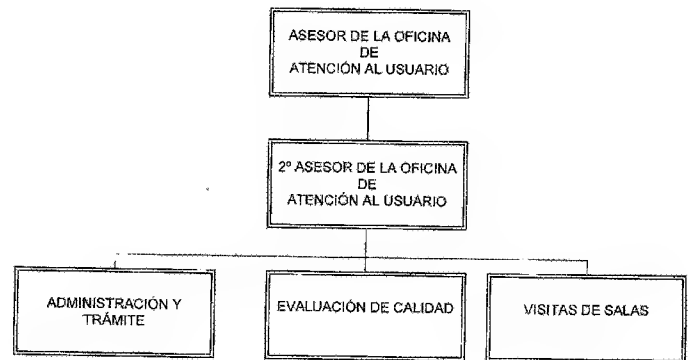 ASESOR DE LA OFICINA
DE
ATENCIÓN AL USUARIO
2º ASESOR DE LA OFICINA
DE
ATENCIÓN AL USUARIO
ADMINISTRACIÓN Y
TRÁMITE
EVALUACIÓN DE CALIDAD
VISITAS DE SALAS